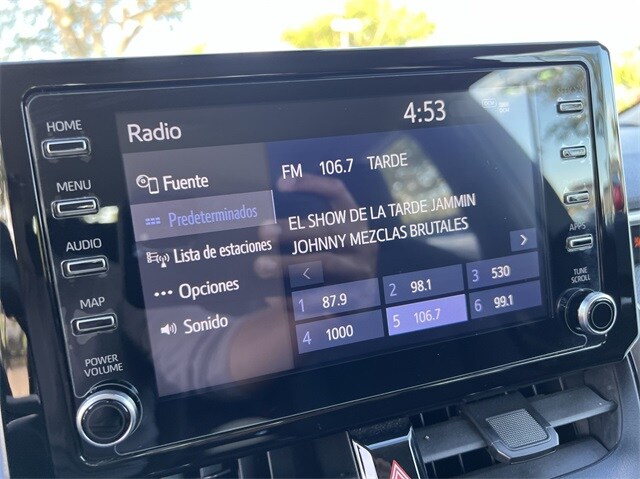 HOME
MENU
AUDIO
MAP
POWER
VOLUME
Radio
4:53
Fuente
Predeterminados
Lista de estaciones
Opciones
Sonido
FM 106.7 TARDE
EL SHOW DE LA TARDE JAMMIN
JOHNNY MEZCLAS BRUTALES
1 87.9 2 98.1 3 530
4 1000 5 106.7 6 99.1
APPS
TUNE
SCROLL